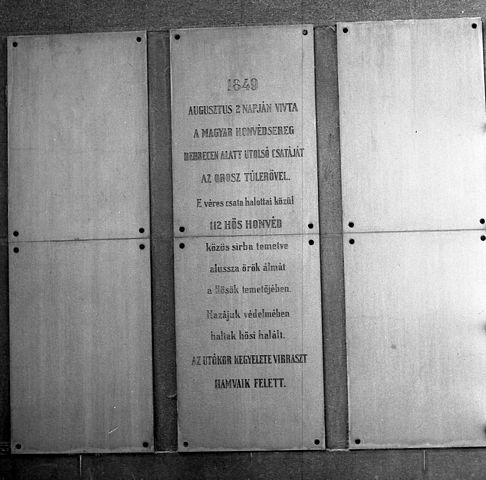 1849
AUGUSZTUS 2 NAPJÁN VIVTA
A MAGYAR HONVÉDSEREG
DEBRECEN ALATT UTOLSÓ CSATÁJÁT
AZ OROSZ TÚLERŐVEL.
E véres csata halottai közül
112 HŐS HONVÉD
közös sírba temetve
alussza örök álmát
a Hősök temetőjében.
Hazájuk védelmében
haltak hősi halált.
AZ UTÓKOR KEGYELETE VIRRASZT
HAMVAIK FELETT.